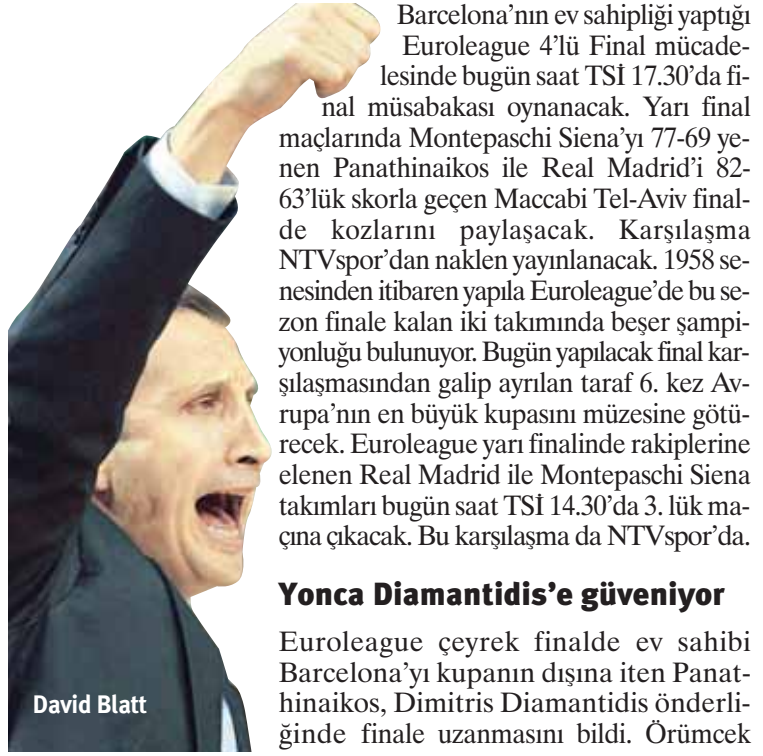 Barcelona’nın ev sahipliği yaptığı
Euroleague 4’lü Final mücade-
lesinde bugün saat TSİ 17.30’da fi-
nal müsabakası oynanacak. Yarı final
maçlarında Montepaschi Siena’yı 77-69 ye-
nen Panathinaikos ile Real Madrid’i 82-
63’lük skorla geçen Maccabi Tel-Aviv final-
de kozlarını paylaşacak. Karşılaşma
NTVspor’dan naklen yayınlanacak. 1958 se-
nesinden itibaren yapıla Euroleague’de bu se-
zon finale kalan iki takımında beşer şampi-
yonluğu bulunuyor. Bugün yapılacak final kar-
şılaşmasından galip ayrılan taraf 6. kez Av-
rupa’nın en büyük kupasını müzesine götü-
recek. Euroleague yarı finalinde rakiplerine
elenen Real Madrid ile Montepaschi Siena
takımları bugün saat TSİ 14.30’da 3. lük ma-
çına çıkacak. Bu karşılaşma da NTVspor’da.
Yonca Diamantidis’e güveniyor
Euroleague çeyrek finalde ev sahibi
Barcelona’yı kupanın dışına iten Panat-
hinaikos, Dimitris Diamantidis önderli-
ğinde finale uzanmasını bildi. Örümcek
David Blatt